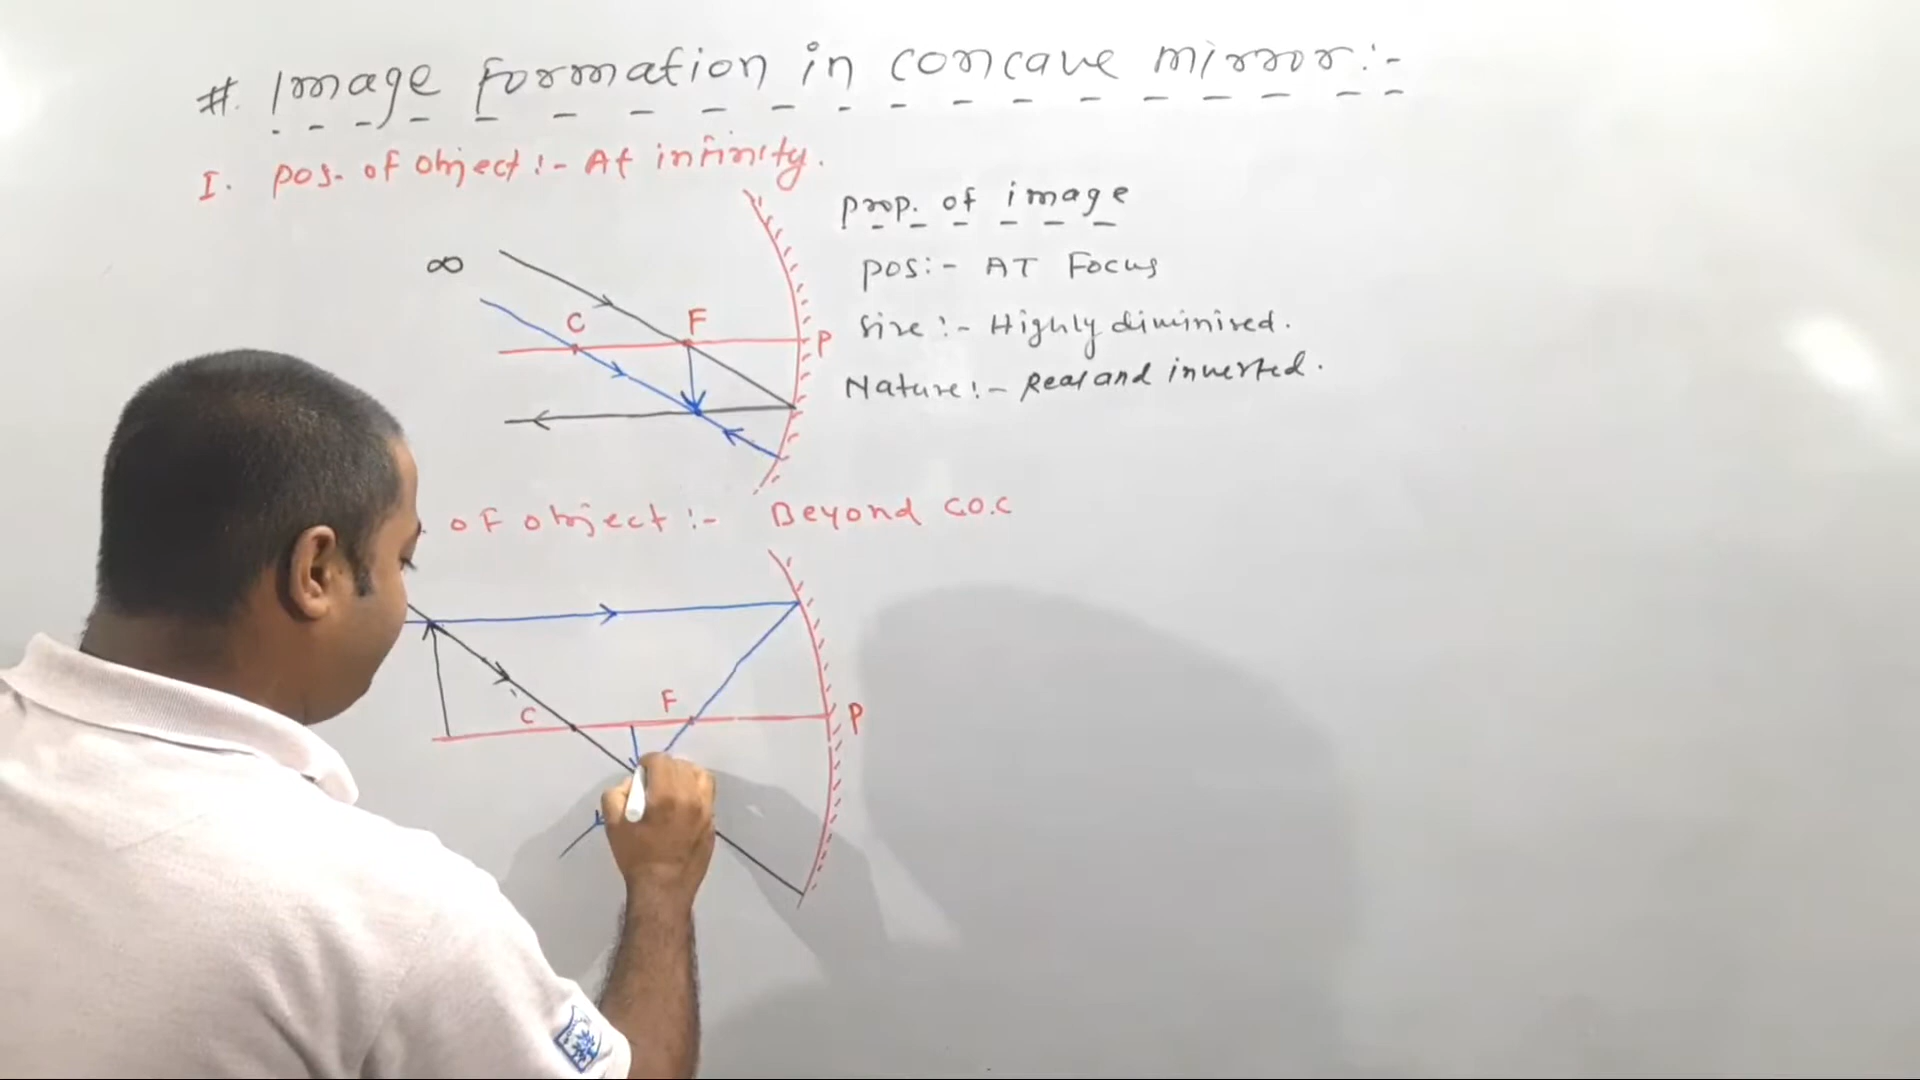 #. Image formation in concave mirror:-
I. pos. of object:- At infinity.
prop. of image
∞
pos:- AT Focus
C
F
P
size:- Highly diminised.
Nature:- Real and inverted.
. of object:- Beyond C.O.C
C
F
P